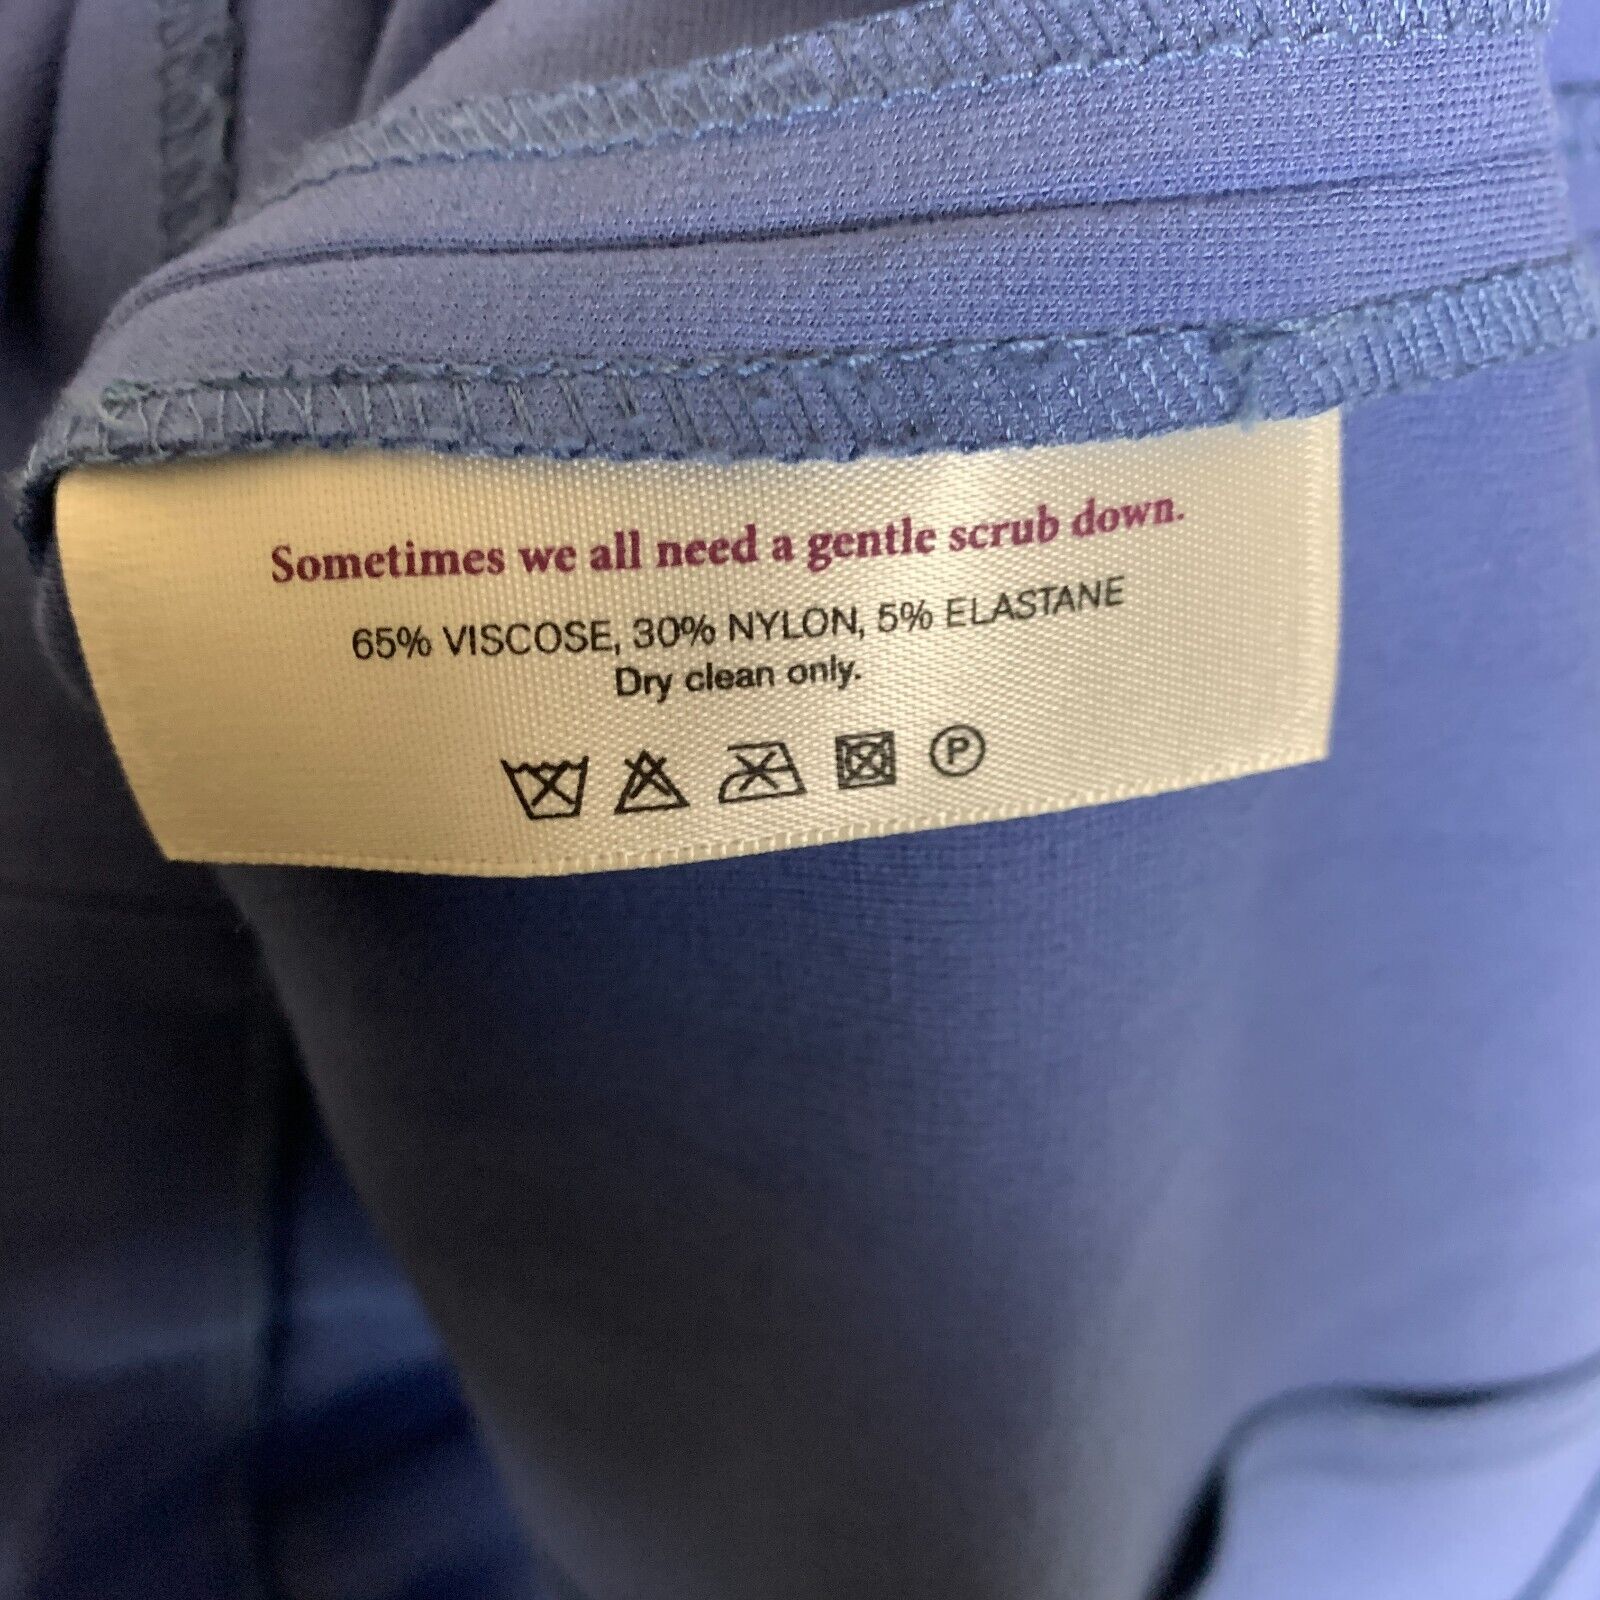 Sometimes we all need a gentle scrub down.
65% VISCOSE, 30% NYLON, 5% ELASTANE
Dry clean only.
P